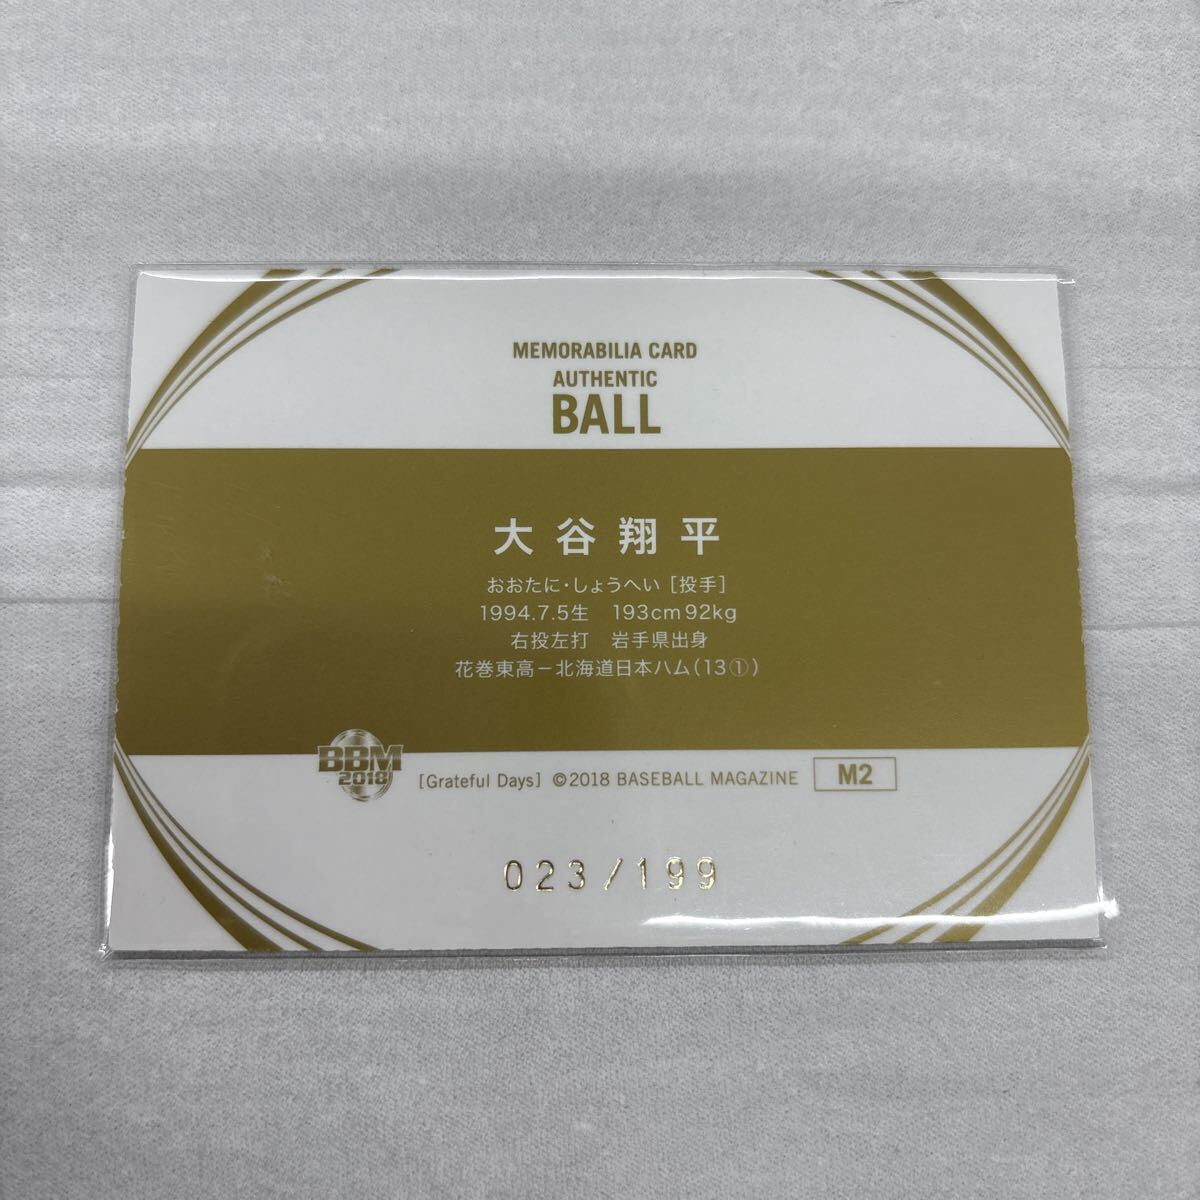 MEMORABILIA CARD
AUTHENTIC
BALL
大谷翔平
おおたに・しょうへい［投手］
1994.7.5生　193cm92kg
右投左打　岩手県出身
花巻東高－北海道日本ハム（13①）
BBM
2018
[Grateful Days] ©2018 BASEBALL MAGAZINE M2
023/199